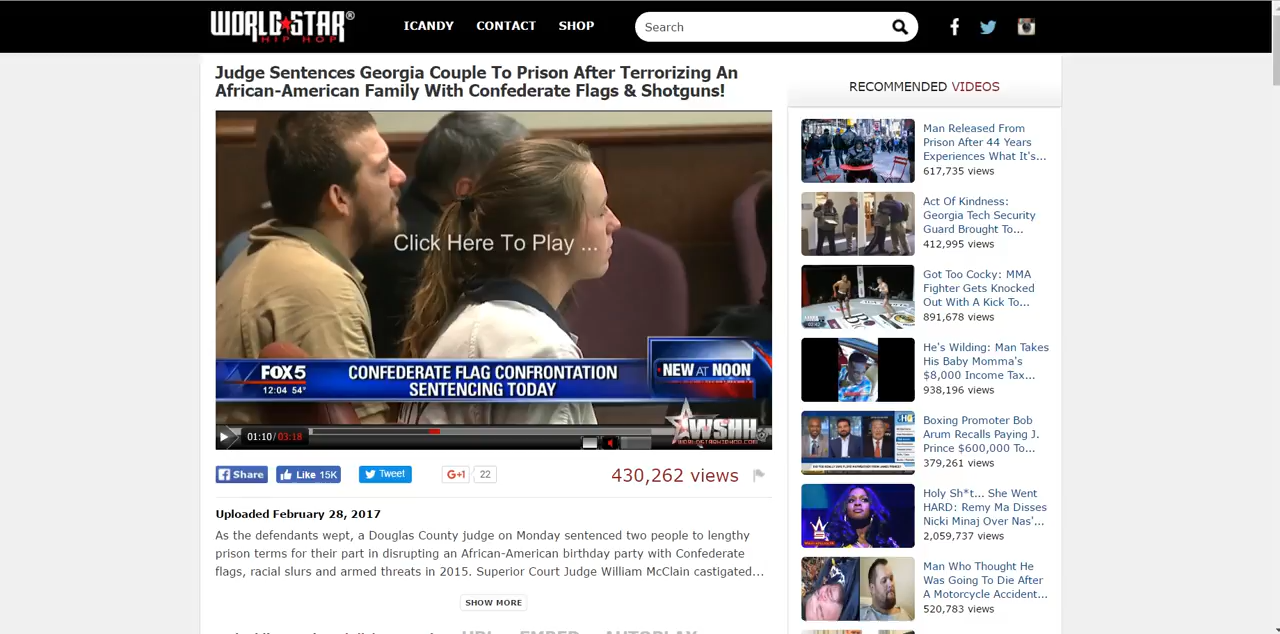 WORLD STAR®
HIP HOP
ICANDY
CONTACT
SHOP
Search
Judge Sentences Georgia Couple To Prison After Terrorizing An
African-American Family With Confederate Flags & Shotguns!
Click Here To Play ...
FOX 5
12:04 54°
CONFEDERATE FLAG CONFRONTATION
SENTENCING TODAY
NEW AT NOON
WSHH
WORLDSTARHIPHOP.COM
01:10/03:18
Share
Like 15K
Tweet
G+1
22
430,262 views
Uploaded February 28, 2017
As the defendants wept, a Douglas County judge on Monday sentenced two people to lengthy
prison terms for their part in disrupting an African-American birthday party with Confederate
flags, racial slurs and armed threats in 2015. Superior Court Judge William McClain castigated...
SHOW MORE
RECOMMENDED VIDEOS
Man Released From
Prison After 44 Years
Experiences What It's...
617,735 views
Act Of Kindness:
Georgia Tech Security
Guard Brought To...
412,995 views
Got Too Cocky: MMA
Fighter Gets Knocked
Out With A Kick To...
891,678 views
He's Wilding: Man Takes
His Baby Momma's
$8,000 Income Tax...
938,196 views
Boxing Promoter Bob
Arum Recalls Paying J.
Prince $600,000 To...
379,261 views
Holy Sh*t... She Went
HARD: Remy Ma Disses
Nicki Minaj Over Nas'...
2,059,737 views
Man Who Thought He
Was Going To Die After
A Motorcycle Accident...
520,783 views